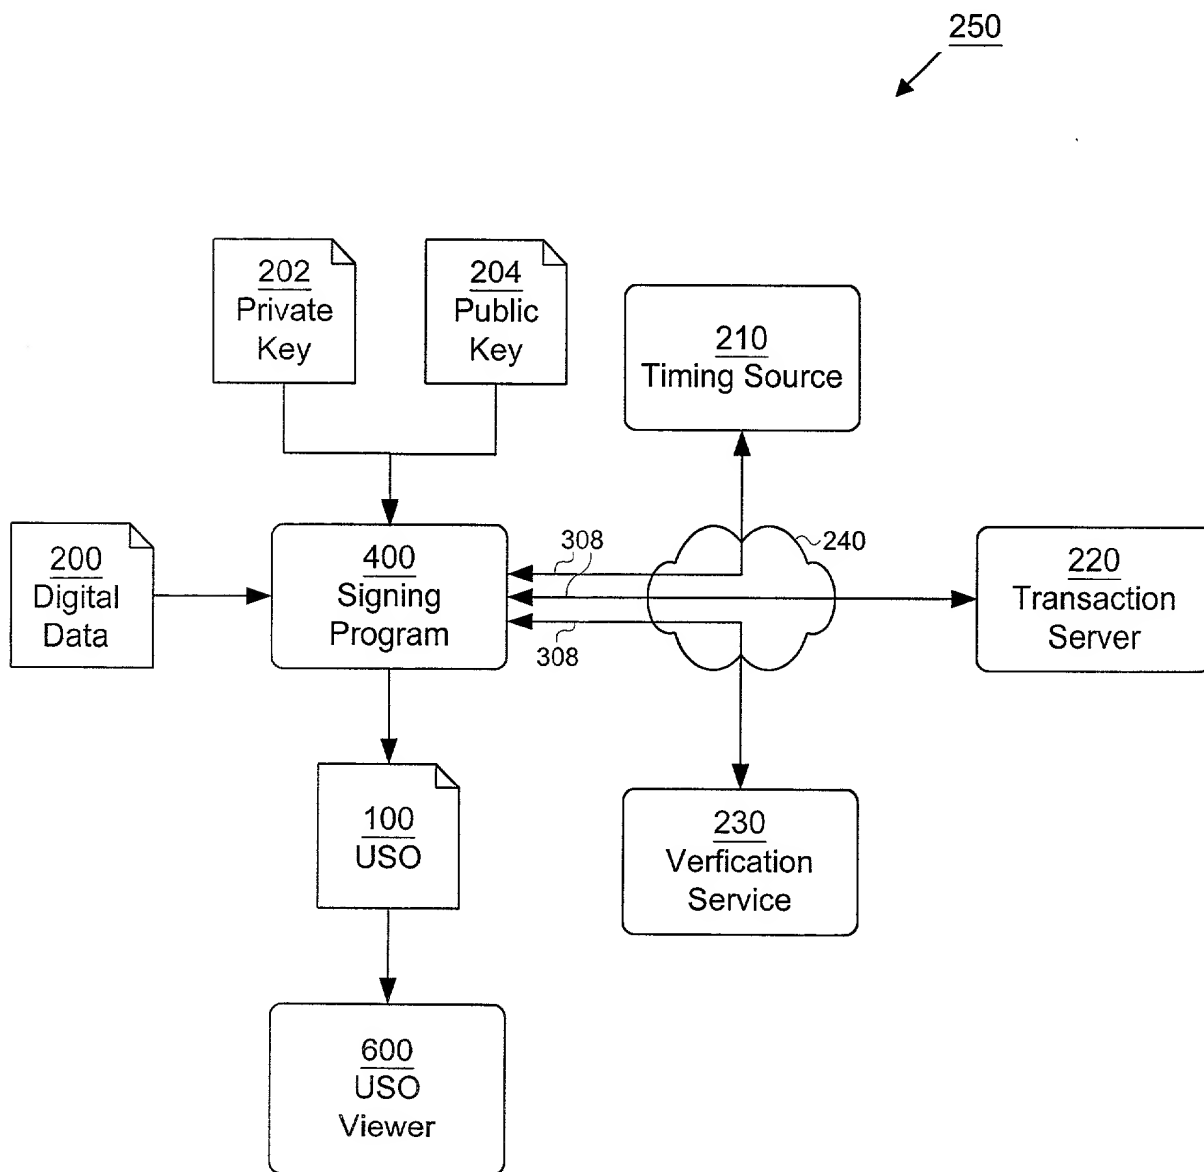 250
202
Private
Key
204
Public
Key
210
Timing Source
200
Digital
Data
400
Signing
Program
308
308
240
220
Transaction
Server
100
USO
230
Verfication
Service
600
USO
Viewer